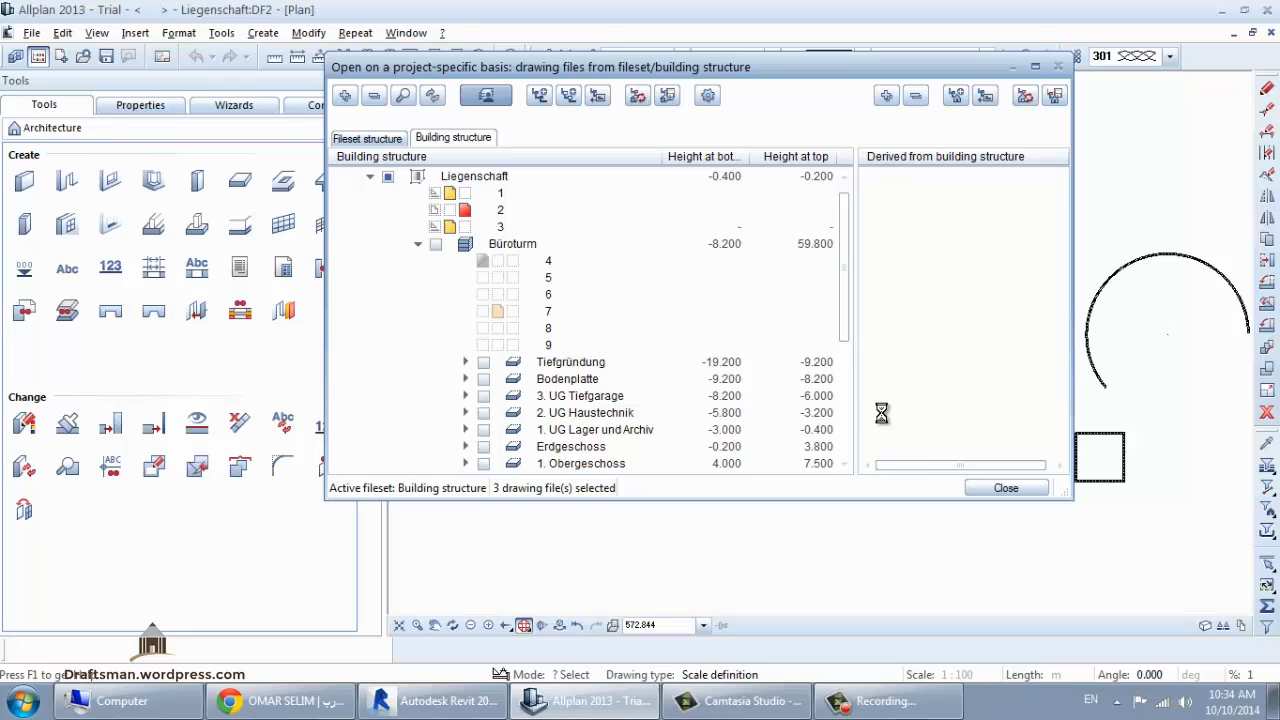 Allplan 2013 - Trial - < > - Liegenschaft:DF2 - [Plan]
File Edit View Insert Format Tools Create Modify Repeat Window ?
Tools
Open on a project-specific basis: drawing files from fileset/building structure
301
Tools Properties Wizards
Architecture
Create
Abc 123 Abc
Change
Abc
ABC
Fileset structure Building structure
Building structure Height at bot... Height at top Derived from building structure
Liegenschaft -0.400 -0.200
1
2
3 - -
Büroturm -8.200 59.800
4
5
6
7
8
9
Tiefgründung -19.200 -9.200
Bodenplatte -9.200 -8.200
3. UG Tiefgarage -8.200 -6.000
2. UG Haustechnik -5.800 -3.200
1. UG Lager und Archiv -3.000 -0.400
Erdgeschoss -0.200 3.800
1. Obergeschoss 4.000 7.500
Active fileset: Building structure 3 drawing file(s) selected Close
572.844
Press F1 to ge
Draftsman.wordpress.com
Mode: ? Select Drawing type: Scale definition Scale: 1:100 Length: m Angle: 0.000 deg %: 1
Computer OMAR SELIM | Autodesk Revit 20... Allplan 2013 - Tria... Camtasia Studio -... Recording... EN 10:34 AM
10/10/2014